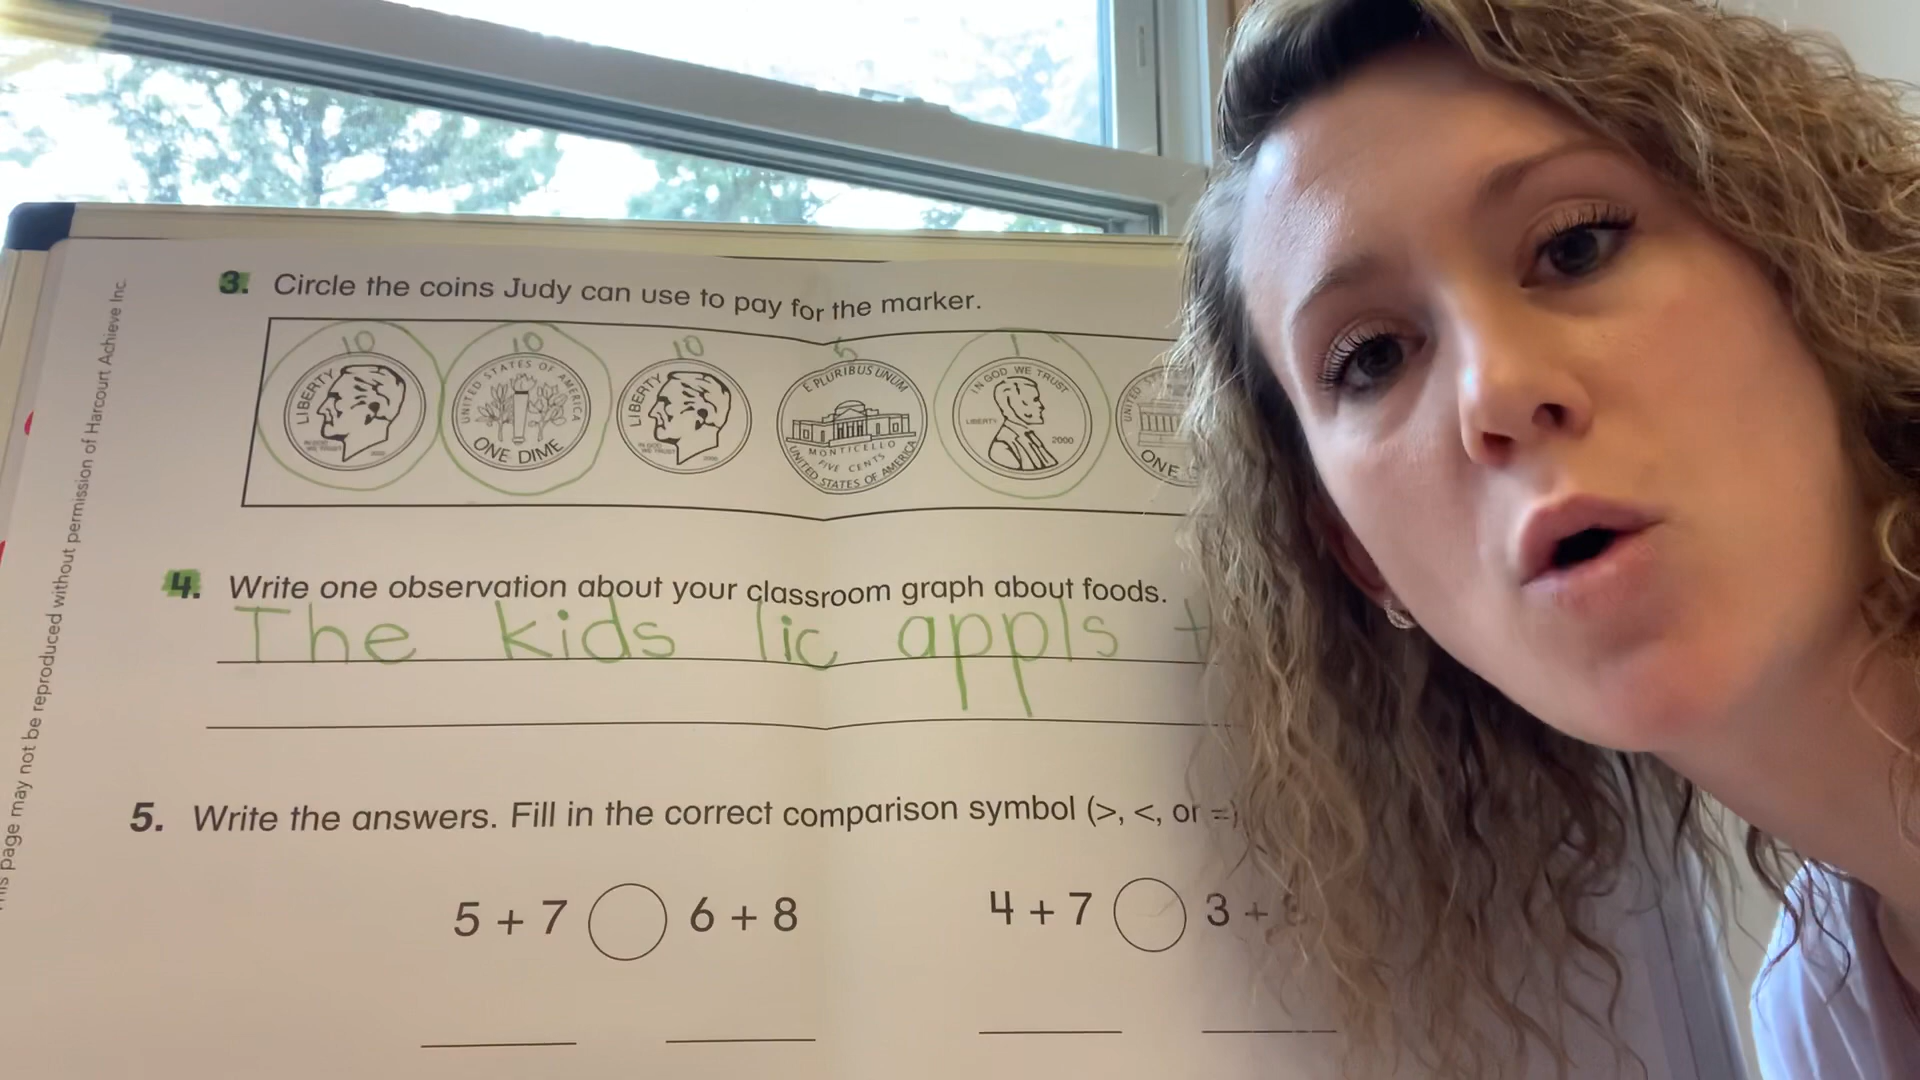 3. Circle the coins Judy can use to pay for the marker.
10 10 10 5 1
LIBERTY
UNITED STATES OF AMERICA
ONE DIME
LIBERTY
E PLURIBUS UNUM
MONTICELLO
FIVE CENTS
UNITED STATES OF AMERICA
IN GOD WE TRUST
LIBERTY
2000
UNITED
ONE
4. Write one observation about your classroom graph about foods.
The kids lic appls
5. Write the answers. Fill in the correct comparison symbol (>, <, or =)
5 + 7 6 + 8 4 + 7 3 +
page may not be reproduced without permission of Harcourt Achieve Inc.